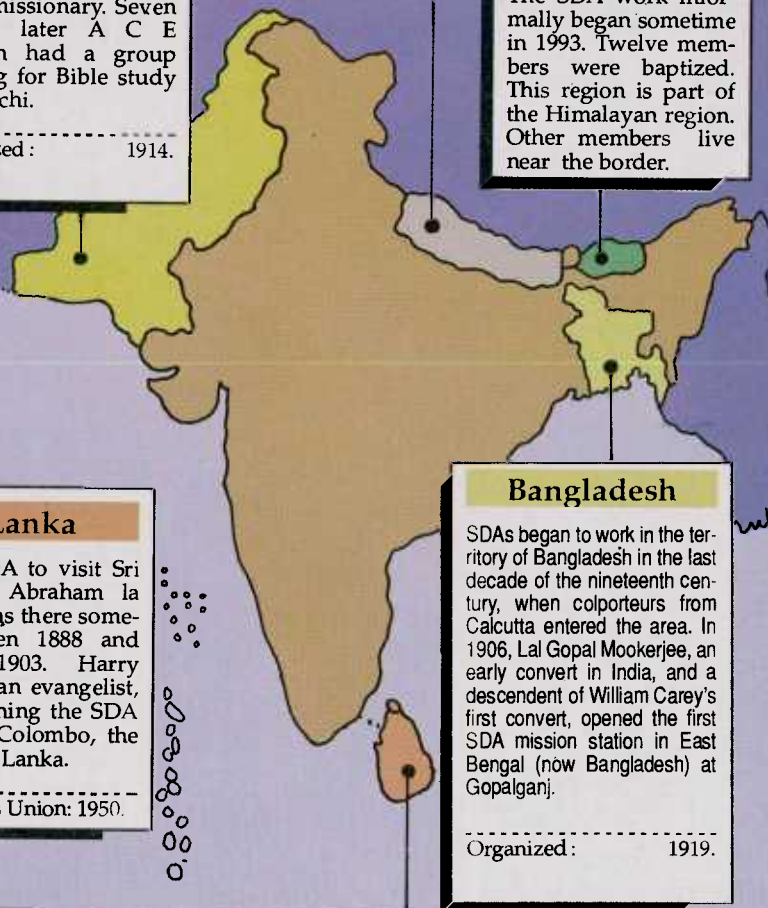 issionary. Seven
later A C E
had a group
for Bible study
chi.
1914.
mally began sometime
in 1993. Twelve mem-
bers were baptized.
This region is part of
the Himalayan region.
Other members live
near the border.
Lanka
A to visit Sri
Abraham la
as there some-
en 1888 and
1903. Harry
an evangelist,
ning the SDA
Colombo, the
Lanka.
Union: 1950.
Bangladesh
SDAs began to work in the ter-
ritory of Bangladesh in the last
decade of the nineteenth cen-
tury, when colporteurs from
Calcutta entered the area. In
1906, Lal Gopal Mookerjee, an
early convert in India, and a
descendent of William Carey's
first convert, opened the first
SDA mission station in East
Bengal (now Bangladesh) at
Gopalganj.
Organized: 1919.